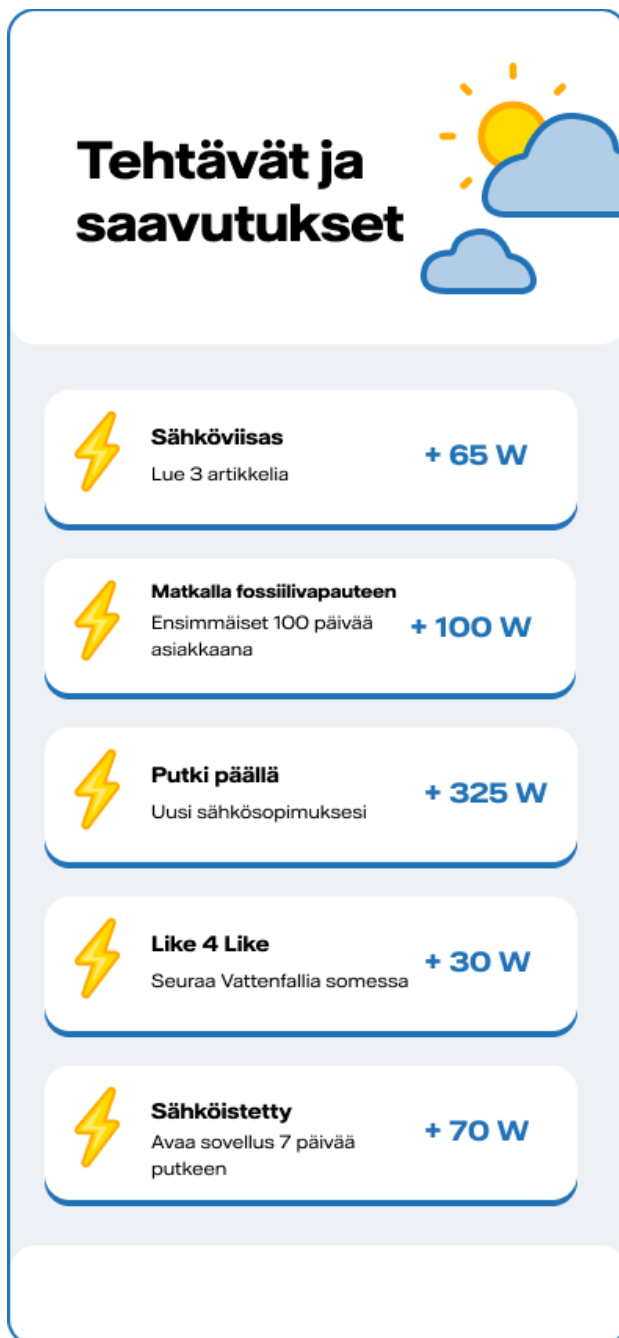 Tehtävät ja
saavutukset
Sähköviisas
Lue 3 artikkelia
+ 65 W
Matkalla fossiilivapauteen
Ensimmäiset 100 päivää
asiakkaana
+ 100 W
Putki päällä
Uusi sähkösopimuksesi
+ 325 W
Like 4 Like
Seuraa Vattenfallia somessa
+ 30 W
Sähköistetty
Avaa sovellus 7 päivää
putkeen
+ 70 W